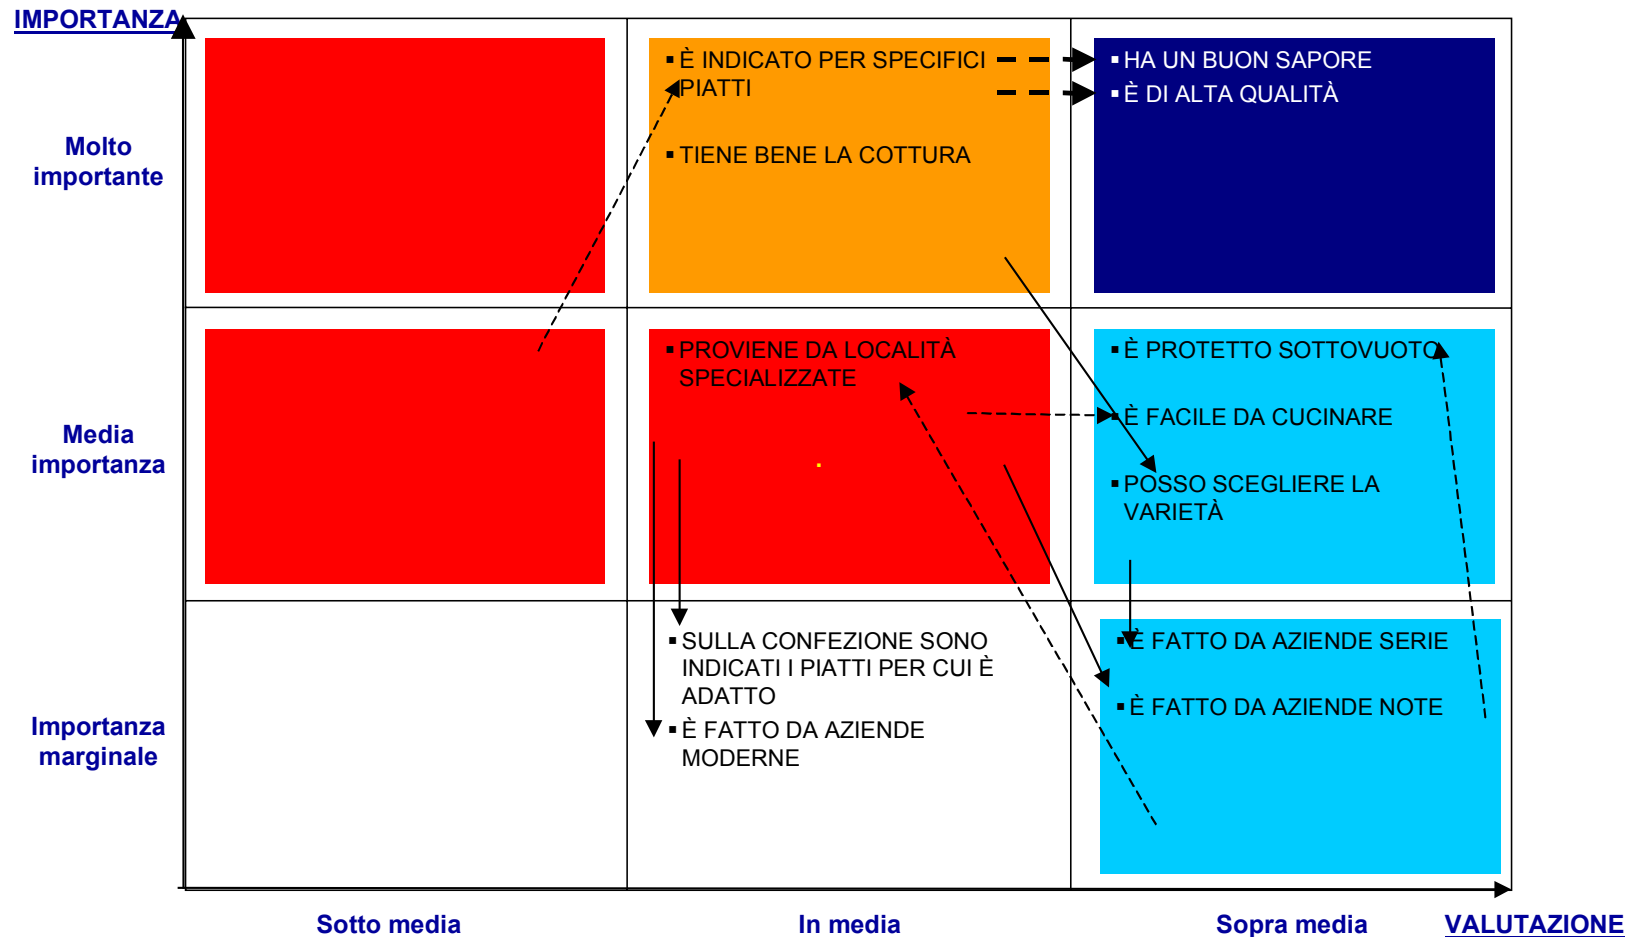 IMPORTANZA
Molto
importante
▪ È INDICATO PER SPECIFICI
PIATTI
▪ TIENE BENE LA COTTURA
▪ HA UN BUON SAPORE
▪ È DI ALTA QUALITÀ
Media
importanza
▪ PROVIENE DA LOCALITÀ
SPECIALIZZATE
▪ È PROTETTO SOTTOVUOTO
▪ È FACILE DA CUCINARE
▪ POSSO SCEGLIERE LA
VARIETÀ
Importanza
marginale
▪ SULLA CONFEZIONE SONO
INDICATI I PIATTI PER CUI È
ADATTO
▪ È FATTO DA AZIENDE
MODERNE
▪ È FATTO DA AZIENDE SERIE
▪ È FATTO DA AZIENDE NOTE
Sotto media
In media
Sopra media
VALUTAZIONE